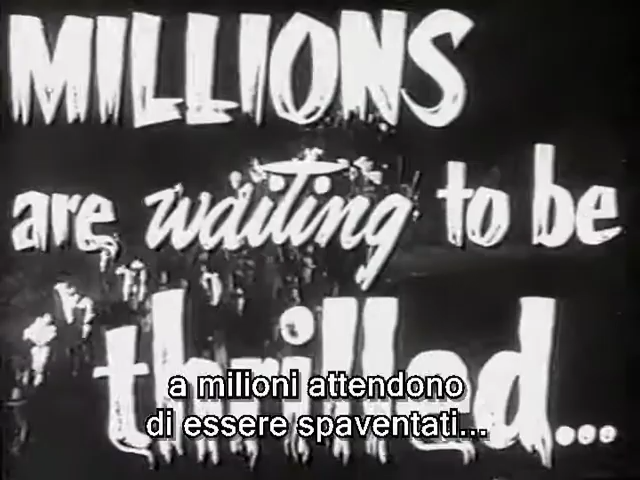 MILLIONS
are waiting to be
thrilled...
a milioni attendono
di essere spaventati...